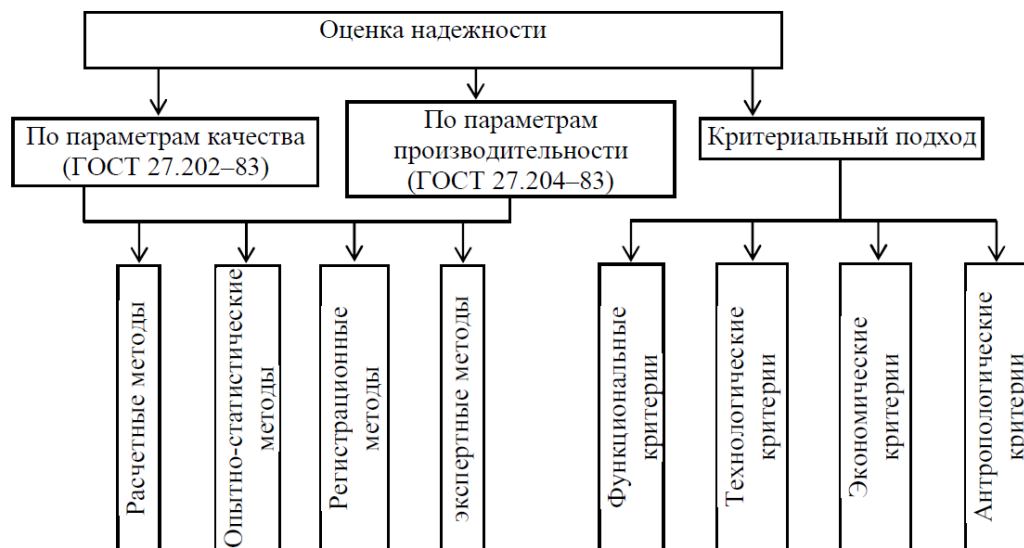 Оценка надежности
По параметрам качества
(ГОСТ 27.202–83)
По параметрам
производительности
(ГОСТ 27.204–83)
Критериальный подход
Расчетные методы
Опытно-статистические
методы
Регистрационные
методы
экспертные методы
Функциональные
критерии
Технологические
критерии
Экономические
критерии
Антропологические
критерии